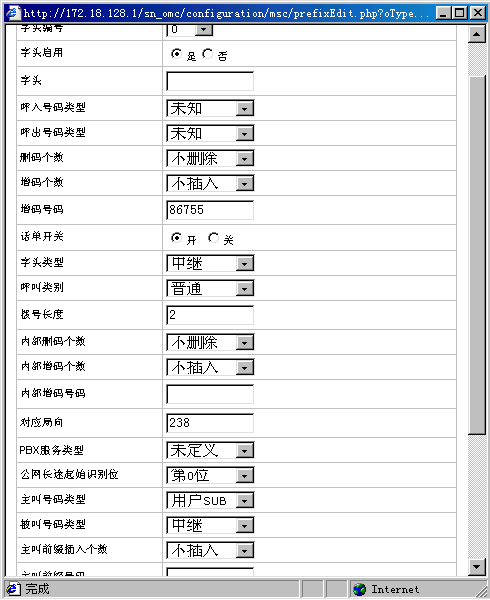 http://172.18.128.1/sn_omc/configuration/msc/prefixEdit.php?oType...
字头编号 0
字头启用 是 否
字头
呼入号码类型 未知
呼出号码类型 未知
删码个数 不删除
增码个数 不插入
增码号码 86755
话单开关 开 关
字头类型 中继
呼叫类别 普通
拨号长度 2
内部删码个数 不删除
内部增码个数 不插入
内部增码号码
对应局向 238
PBX服务类型 未定义
公网长途起始识别位 第0位
主叫号码类型 用户SUB
被叫号码类型 中继
主叫前缀插入个数 不插入
主叫前缀号码
完成 Internet